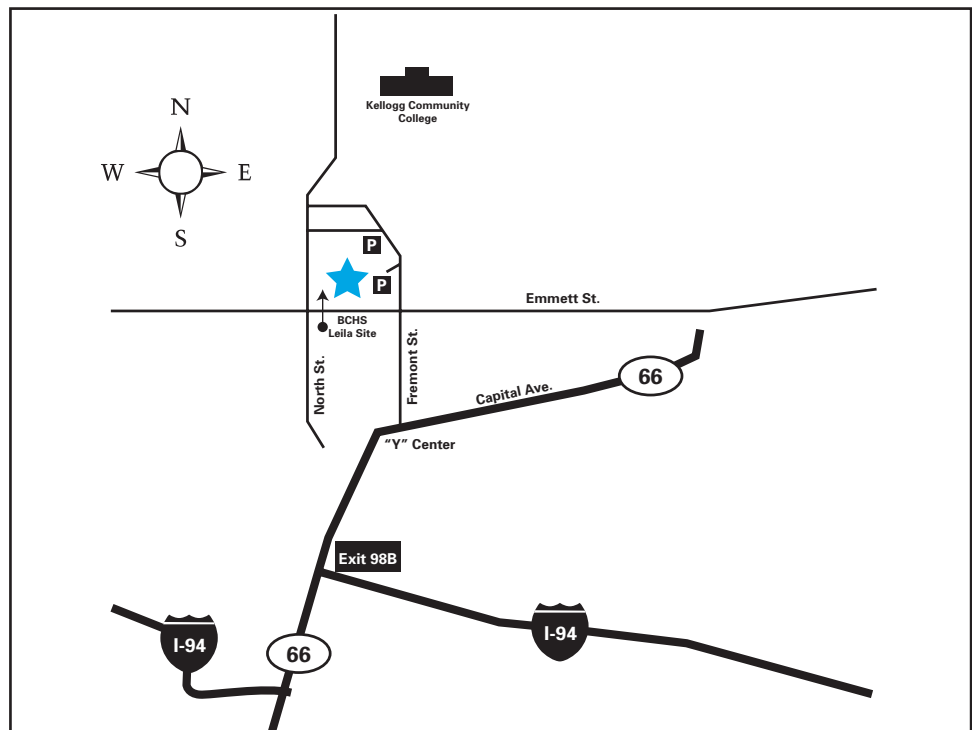 Kellogg Community
College
N
W
E
S
P
P
Emmett St.
BCHS
Leila Site
North St.
Fremont St.
66
Capital Ave.
“Y” Center
Exit 98B
I-94
I-94
66